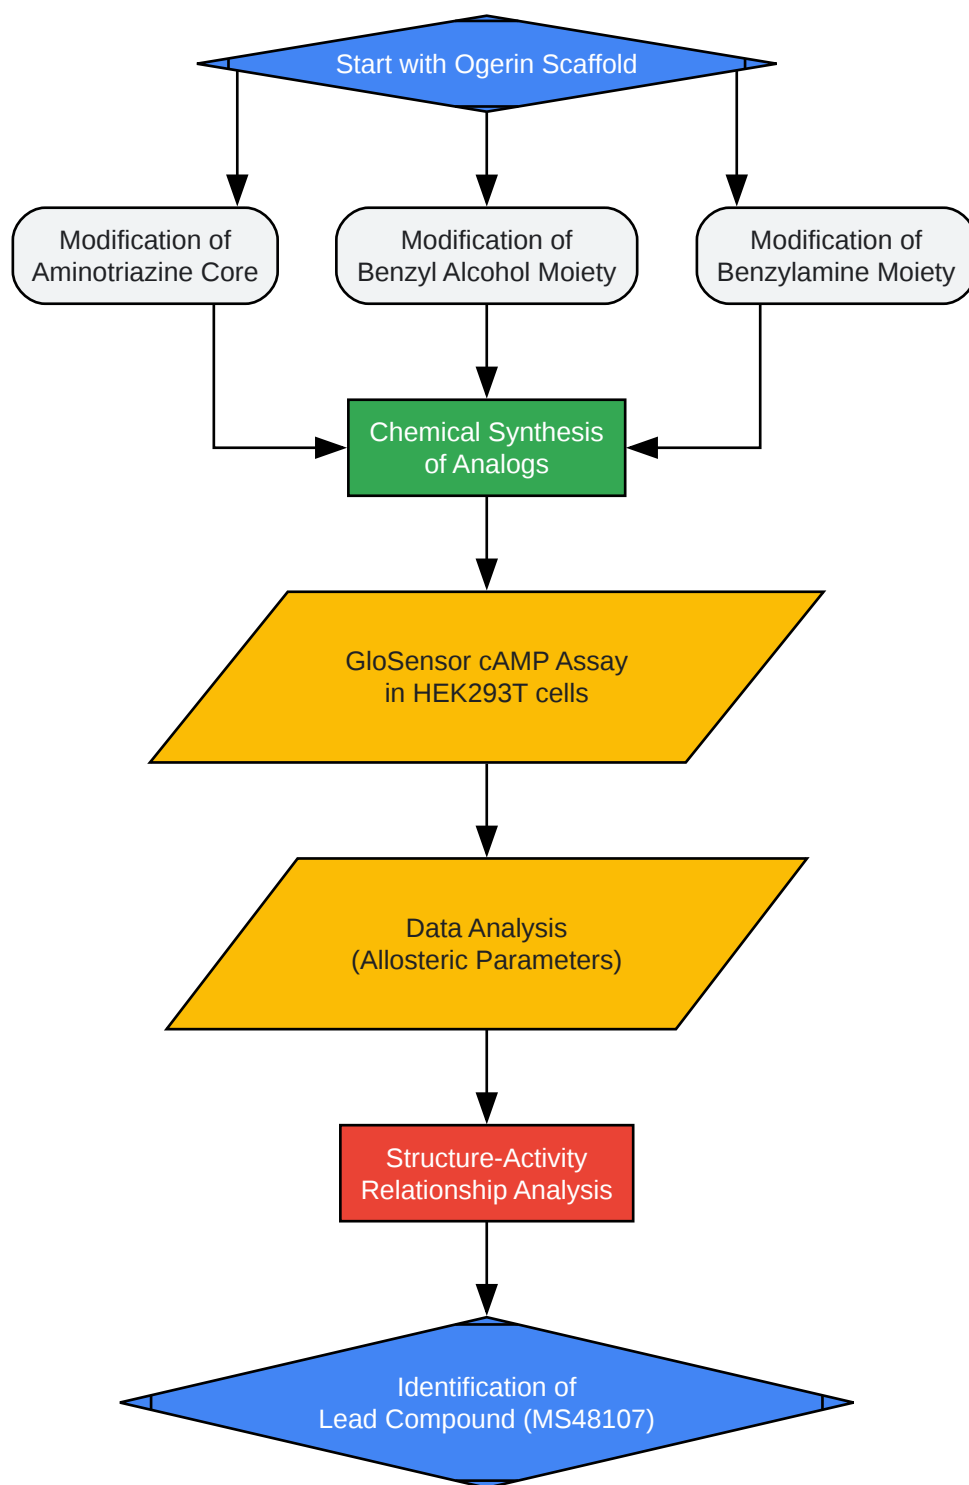 Start with Ogerin Scaffold
Modification of
Aminotriazine Core
Modification of
Benzyl Alcohol Moiety
Modification of
Benzylamine Moiety
Chemical Synthesis
of Analogs
GloSensor cAMP Assay
in HEK293T cells
Data Analysis
(Allosteric Parameters)
Structure-Activity
Relationship Analysis
Identification of
Lead Compound (MS48107)